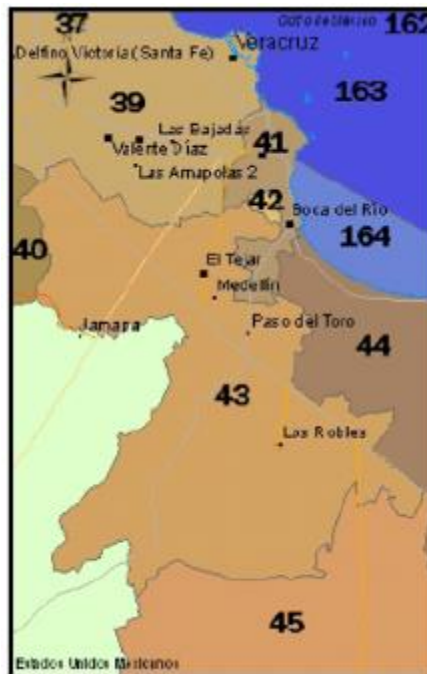 37
Golfo de México
162
Veracruz
Delfino Victoria (Santa Fe)
163
39
Las Bajadas
41
Valente Díaz
Las Amapolas 2
42
Boca del Río
40
164
El Tejar
Medellín
Jamapa
Paso del Toro
44
43
Los Robles
45
Estados Unidos Mexicanos